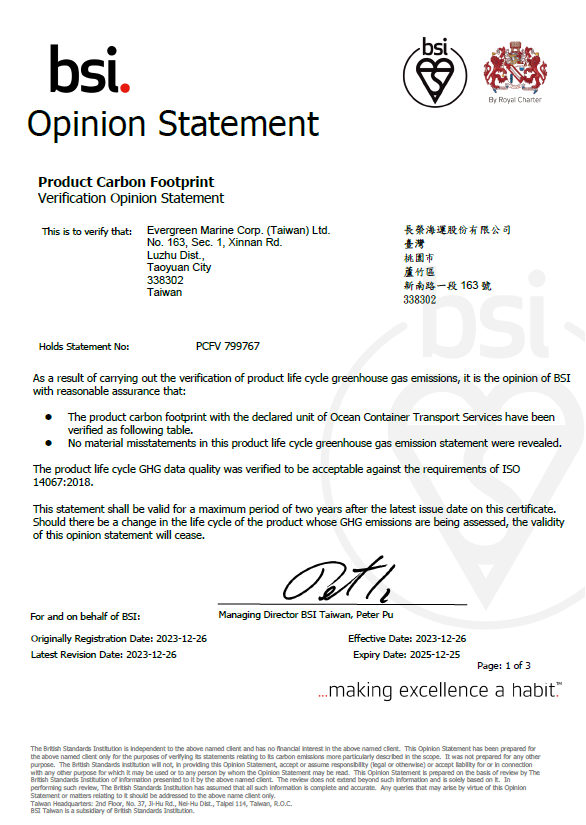 bsi.
bsi
By Royal Charter
Opinion Statement
Product Carbon Footprint
Verification Opinion Statement
This is to verify that:
Evergreen Marine Corp. (Taiwan) Ltd.
No. 163, Sec. 1, Xinnan Rd.
Luzhu Dist.,
Taoyuan City
338302
Taiwan
長榮海運股份有限公司
臺灣
桃園市
蘆竹區
新南路一段 163 號
338302
bsi
Holds Statement No:
PCFV 799767
As a result of carrying out the verification of product life cycle greenhouse gas emissions, it is the opinion of BSI
with reasonable assurance that:
● The product carbon footprint with the declared unit of Ocean Container Transport Services have been
verified as following table.
● No material misstatements in this product life cycle greenhouse gas emission statement were revealed.
The product life cycle GHG data quality was verified to be acceptable against the requirements of ISO
14067:2018.
This statement shall be valid for a maximum period of two years after the latest issue date on this certificate.
Should there be a change in the life cycle of the product whose GHG emissions are being assessed, the validity
of this opinion statement will cease.
For and on behalf of BSI:
Managing Director BSI Taiwan, Peter Pu
Originally Registration Date: 2023-12-26
Effective Date: 2023-12-26
Latest Revision Date: 2023-12-26
Expiry Date: 2025-12-25
Page: 1 of 3
...making excellence a habit.™
The British Standards Institution is independent to the above named client and has no financial interest in the above named client. This Opinion Statement has been prepared for
the above named client only for the purposes of verifying its statements relating to its carbon emissions more particularly described in the scope. It was not prepared for any other
purpose. The British Institution will not, in providing this Opinion Statement, accept or assume responsibility (legal or otherwise) or accept liability for or in connection
with any other purpose for which it may be used or to any person by whom the Opinion Statement may be read. This Opinion Statement is prepared on the basis of review by The
British Standards Institution of information presented to it by the above named client. The review does not extend beyond such information and is solely based on it. In
performing such review, The British Standards Institution has assumed that all such information is complete and accurate. Any queries that may arise by virtue of this Opinion
Statement or matters relating to it should be addressed to the above name client only.
Taiwan Headquarters: 2nd Floor, No. 37, Ji-Hu Rd., Nei-Hu Dist., Taipei 114, Taiwan, R.O.C.
BSI Taiwan is a subsidiary of British Standards Institution.